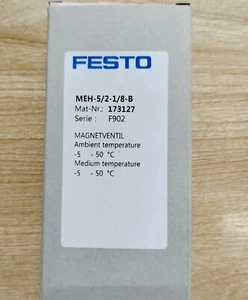 FESTO
MEH-5/2-1/8-B
Mat-Nr.: 173127
Serie : F902
MAGNETVENTIL
Ambient temperature
-5 - 50 °C
Medium temperature
-5 - 50 °C